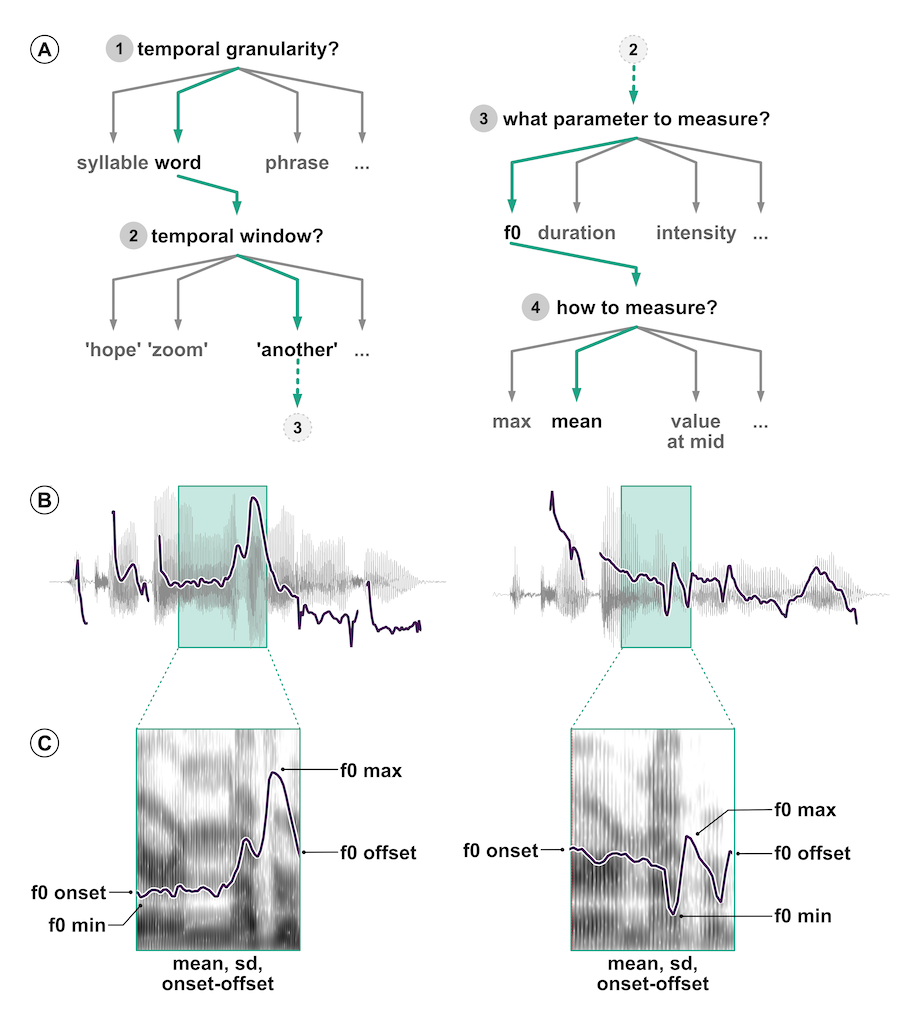 A
1 temporal granularity?
syllable word phrase ...
2 temporal window?
'hope' 'zoom' 'another' ...
3
2
3 what parameter to measure?
f0 duration intensity ...
4 how to measure?
max mean value ...
at mid
B
C
f0 max
f0 offset
f0 onset
f0 min
mean, sd,
onset-offset
f0 max
f0 onset
f0 offset
f0 min
mean, sd,
onset-offset